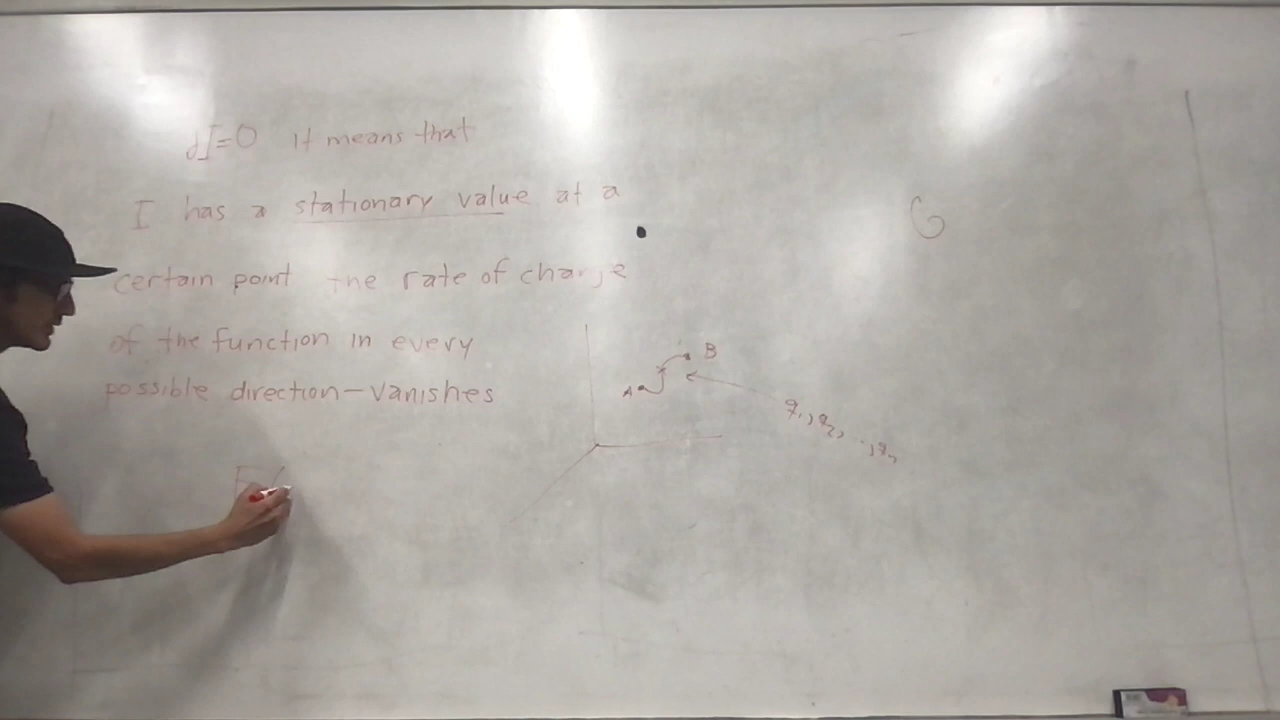 δI=0 It means that
I has a stationary value at a
certain point The rate of change
of the function in every
possible direction-vanishes
F(
A
B
q₁, q₂, .., qₙ